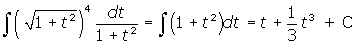 ∫(√(1 + t²))⁴ dt/(1 + t²) = ∫(1 + t²)dt = t + 1/3 t³ + C